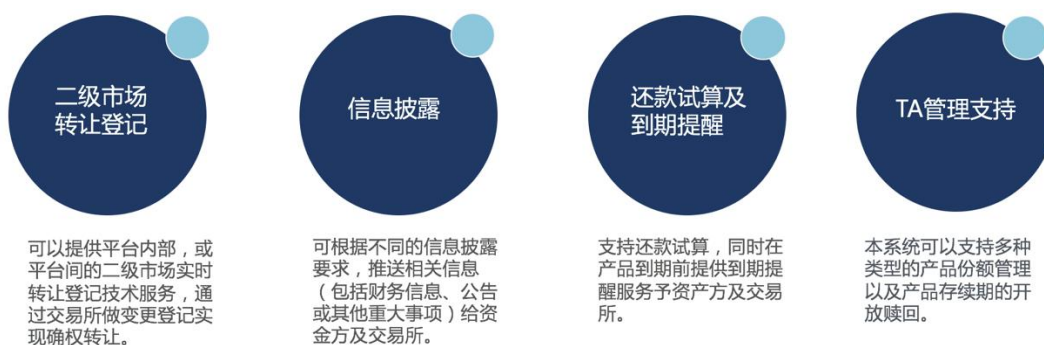 二级市场
转让登记
可以提供平台内部，或
平台间的二级市场实时
转让登记技术服务，通
过交易所做变更登记实
现确权转让。
信息披露
可根据不同的信息披露
要求，推送相关信息
（包括财务信息、公告
或其他重大事项）给资
金方及交易所。
还款试算及
到期提醒
支持还款试算，同时在
产品到期前提供到期提
醒服务予资产方及交易
所。
TA管理支持
本系统可以支持多种
类型的产品份额管理
以及产品存续期的开
放赎回。